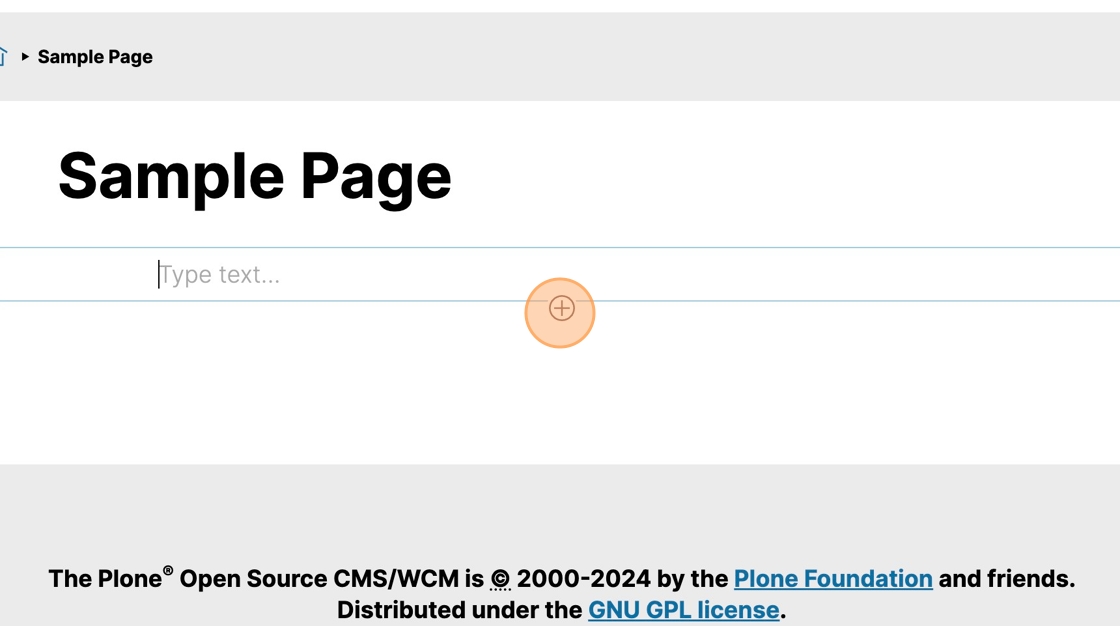 Sample Page
Sample Page
Type text...
The Plone® Open Source CMS/WCM is © 2000-2024 by the Plone Foundation and friends.
Distributed under the GNU GPL license.